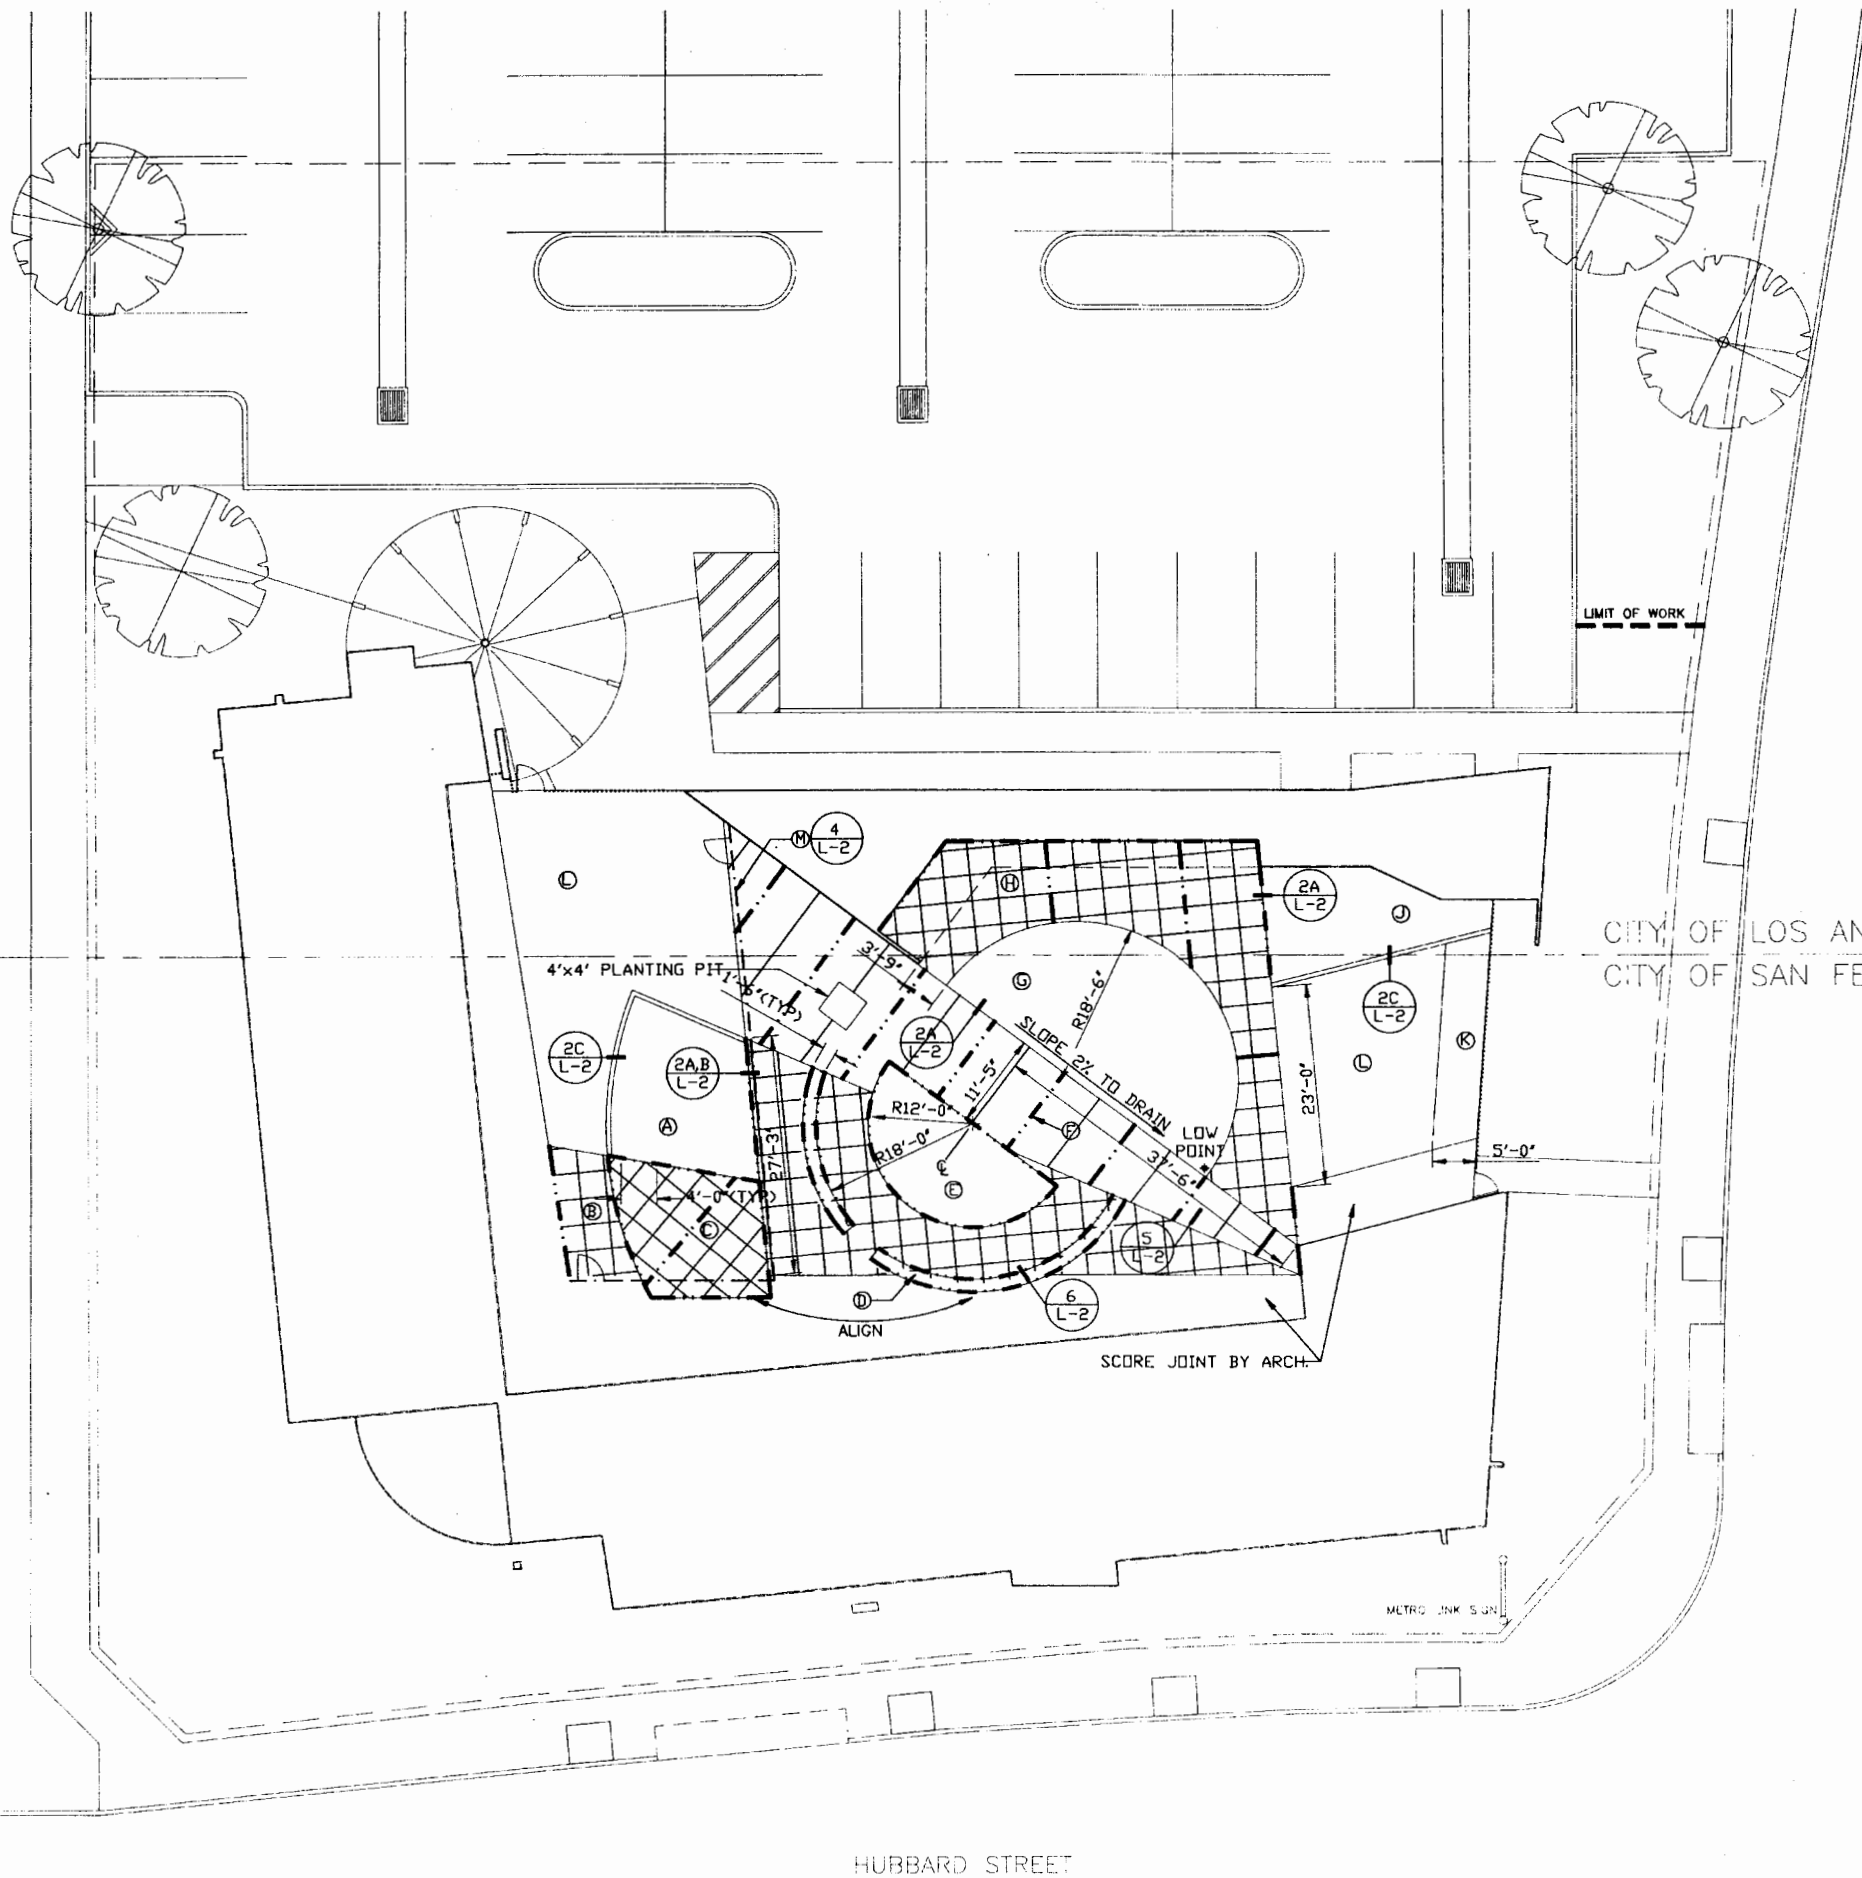 LIMIT OF WORK
M
4
L-2
L
H
2A
L-2
J
CITY OF LOS AN
CITY OF SAN FE
3'-9"
4'x4' PLANTING PIT
1'-6"(TYP)
G
R18'-6"
2C
L-2
K
2A
L-2
SLOPE 2% TO DRAIN
11'-5"
2C
L-2
2A,B
L-2
L
23'-0"
R12'-0"
A
F
LOW
POINT
R18'-0"
27'-3"
37'-6"
5'-0"
℄
E
4'-0"(TYP)
B
C
5
L-2
D
6
L-2
ALIGN
SCORE JOINT BY ARCH.
METRO LINK SIGN
HUBBARD STREET